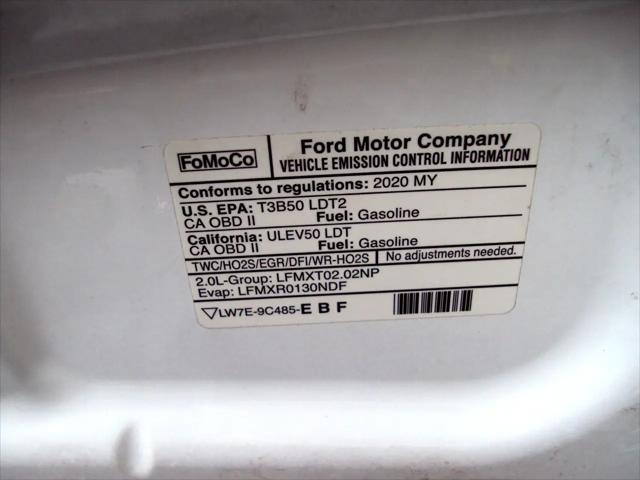 FoMoCo
Ford Motor Company
VEHICLE EMISSION CONTROL INFORMATION
Conforms to regulations: 2020 MY
U.S. EPA: T3B50 LDT2
CA OBD II Fuel: Gasoline
California: ULEV50 LDT
CA OBD II Fuel: Gasoline
TWC/HO2S/EGR/DFI/WR-HO2S No adjustments needed.
2.0L-Group: LFMXT02.02NP
Evap: LFMXR0130NDF
LW7E-9C485-E B F